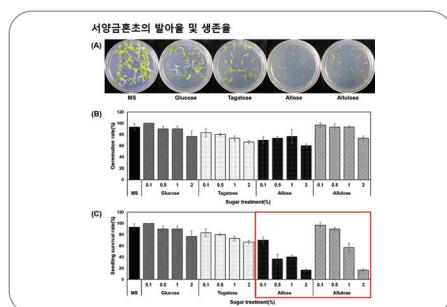 서양금혼초의 발아율 및 생존율
(A)
MS Glucose Tagatose Allose Allulose
(B)
Germination rate(%)
120
100
80
60
40
20
0
MS 0.1 0.5 1 2 0.1 0.5 1 2 0.1 0.5 1 2 0.1 0.5 1 2
Glucose Tagatose Allose Allulose
Sugar treatment(%)
(C)
Seedling survival rate(%)
120
100
80
60
40
20
0
MS 0.1 0.5 1 2 0.1 0.5 1 2 0.1 0.5 1 2 0.1 0.5 1 2
Glucose Tagatose Allose Allulose
Sugar treatment(%)